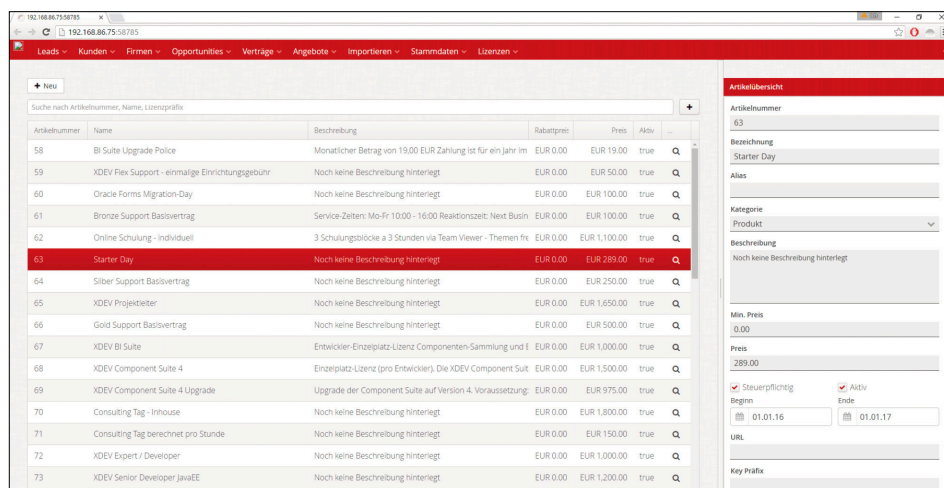 192.168.86.75:58785
192.168.86.75:58785
Leads Kunden Firmen Opportunities Verträge Angebote Importieren Stammdaten Lizenzen
+ Neu
Suche nach Artikelnummer, Name, Lizenzpräfix
Artikelnummer Name Beschreibung Rabattpreis Preis Aktiv ...
58 BI Suite Upgrade Police Monatlicher Betrag von 19.00 EUR Zahlung ist für ein Jahr im EUR 0.00 EUR 19.00 true
59 XDEV Flex Support - einmalige Einrichtungsgebühr Noch keine Beschreibung hinterlegt EUR 0.00 EUR 50.00 true
60 Oracle Forms Migration-Day Noch keine Beschreibung hinterlegt EUR 0.00 EUR 100.00 true
61 Bronze Support Basisvertrag Service-Zeiten: Mo-Fr 10:00 - 16:00 Reaktionszeit: Next Busin EUR 0.00 EUR 100.00 true
62 Online Schulung - Individuell 3 Schulungsblöcke a 3 Stunden via Team Viewer - Themen fre EUR 0.00 EUR 1,100.00 true
63 Starter Day Noch keine Beschreibung hinterlegt EUR 0.00 EUR 289.00 true
64 Silber Support Basisvertrag Noch keine Beschreibung hinterlegt EUR 0.00 EUR 250.00 true
65 XDEV Projektleiter Noch keine Beschreibung hinterlegt EUR 0.00 EUR 1,650.00 true
66 Gold Support Basisvertrag Noch keine Beschreibung hinterlegt EUR 0.00 EUR 500.00 true
67 XDEV BI Suite Entwickler-Einzelplatz-Lizenz Componenten-Sammlung und E EUR 0.00 EUR 1,000.00 true
68 XDEV Component Suite 4 Einzelplatz-Lizenz (pro Entwickler). Die XDEV Component Suit EUR 0.00 EUR 1,500.00 true
69 XDEV Component Suite 4 Upgrade Upgrade der Component Suite auf Version 4. Voraussetzung: EUR 0.00 EUR 975.00 true
70 Consulting Tag - Inhouse Noch keine Beschreibung hinterlegt EUR 0.00 EUR 1,800.00 true
71 Consulting Tag berechnet pro Stunde Noch keine Beschreibung hinterlegt EUR 0.00 EUR 150.00 true
72 XDEV Expert / Developer Noch keine Beschreibung hinterlegt EUR 0.00 EUR 1,000.00 true
73 XDEV Senior Developer JavaEE Noch keine Beschreibung hinterlegt EUR 0.00 EUR 1,200.00 true
Artikelübersicht
Artikelnummer
63
Bezeichnung
Starter Day
Alias
Kategorie
Produkt
Beschreibung
Noch keine Beschreibung hinterlegt
Min. Preis
0.00
Preis
289.00
Steuerpflichtig Aktiv
Beginn Ende
01.01.16 01.01.17
URL
Key Präfix